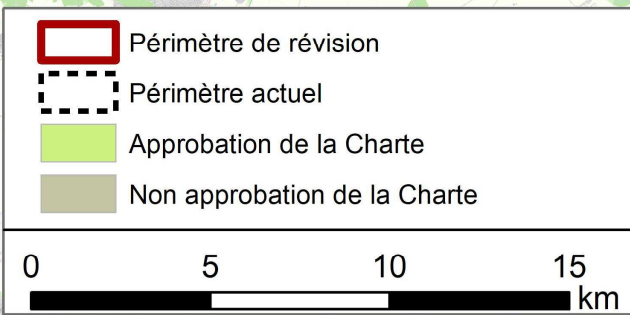 Périmètre de révision
Périmètre actuel
Approbation de la Charte
Non approbation de la Charte
0 5 10 15
km